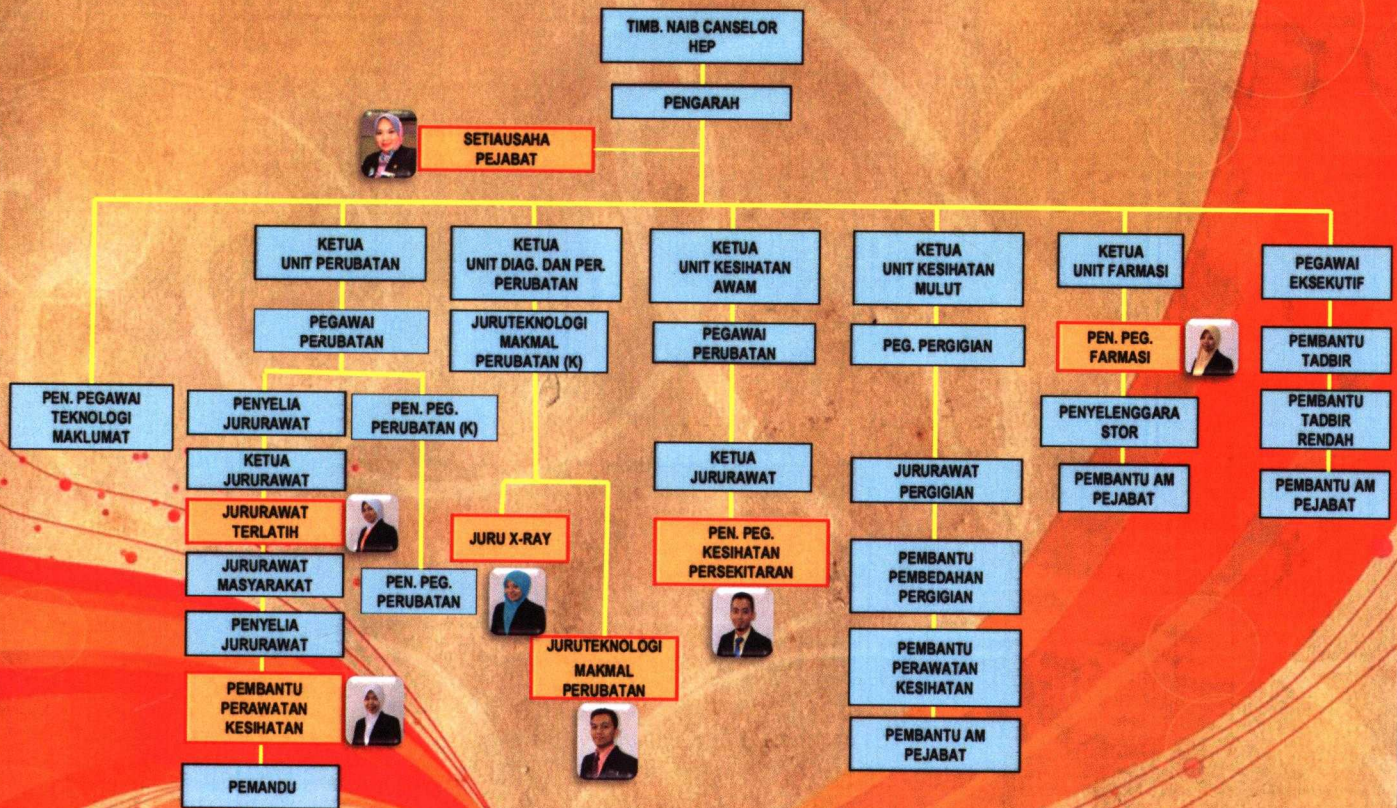 TIMB. NAIB CANSELOR
HEP
PENGARAH
SETIAUSAHA
PEJABAT
PEN. PEGAWAI
TEKNOLOGI
MAKLUMAT
KETUA
UNIT PERUBATAN
PEGAWAI
PERUBATAN
PENYELIA
JURURAWAT
KETUA
JURURAWAT
JURURAWAT
TERLATIH
JURURAWAT
MASYARAKAT
PENYELIA
JURURAWAT
PEMBANTU
PERAWATAN
KESIHATAN
PEMANDU
PEN. PEG.
PERUBATAN (K)
PEN. PEG.
PERUBATAN
KETUA
UNIT DIAG. DAN PER.
PERUBATAN
JURUTEKNOLOGI
MAKMAL
PERUBATAN (K)
JURU X-RAY
JURUTEKNOLOGI
MAKMAL
PERUBATAN
KETUA
UNIT KESIHATAN
AWAM
PEGAWAI
PERUBATAN
KETUA
JURURAWAT
PEN. PEG.
KESIHATAN
PERSEKITARAN
KETUA
UNIT KESIHATAN
MULUT
PEG. PERGIGIAN
JURURAWAT
PERGIGIAN
PEMBANTU
PEMBEDAHAN
PERGIGIAN
PEMBANTU
PERAWATAN
KESIHATAN
PEMBANTU AM
PEJABAT
KETUA
UNIT FARMASI
PEN. PEG.
FARMASI
PENYELENGGARA
STOR
PEMBANTU AM
PEJABAT
PEGAWAI
EKSEKUTIF
PEMBANTU
TADBIR
PEMBANTU
TADBIR
RENDAH
PEMBANTU AM
PEJABAT